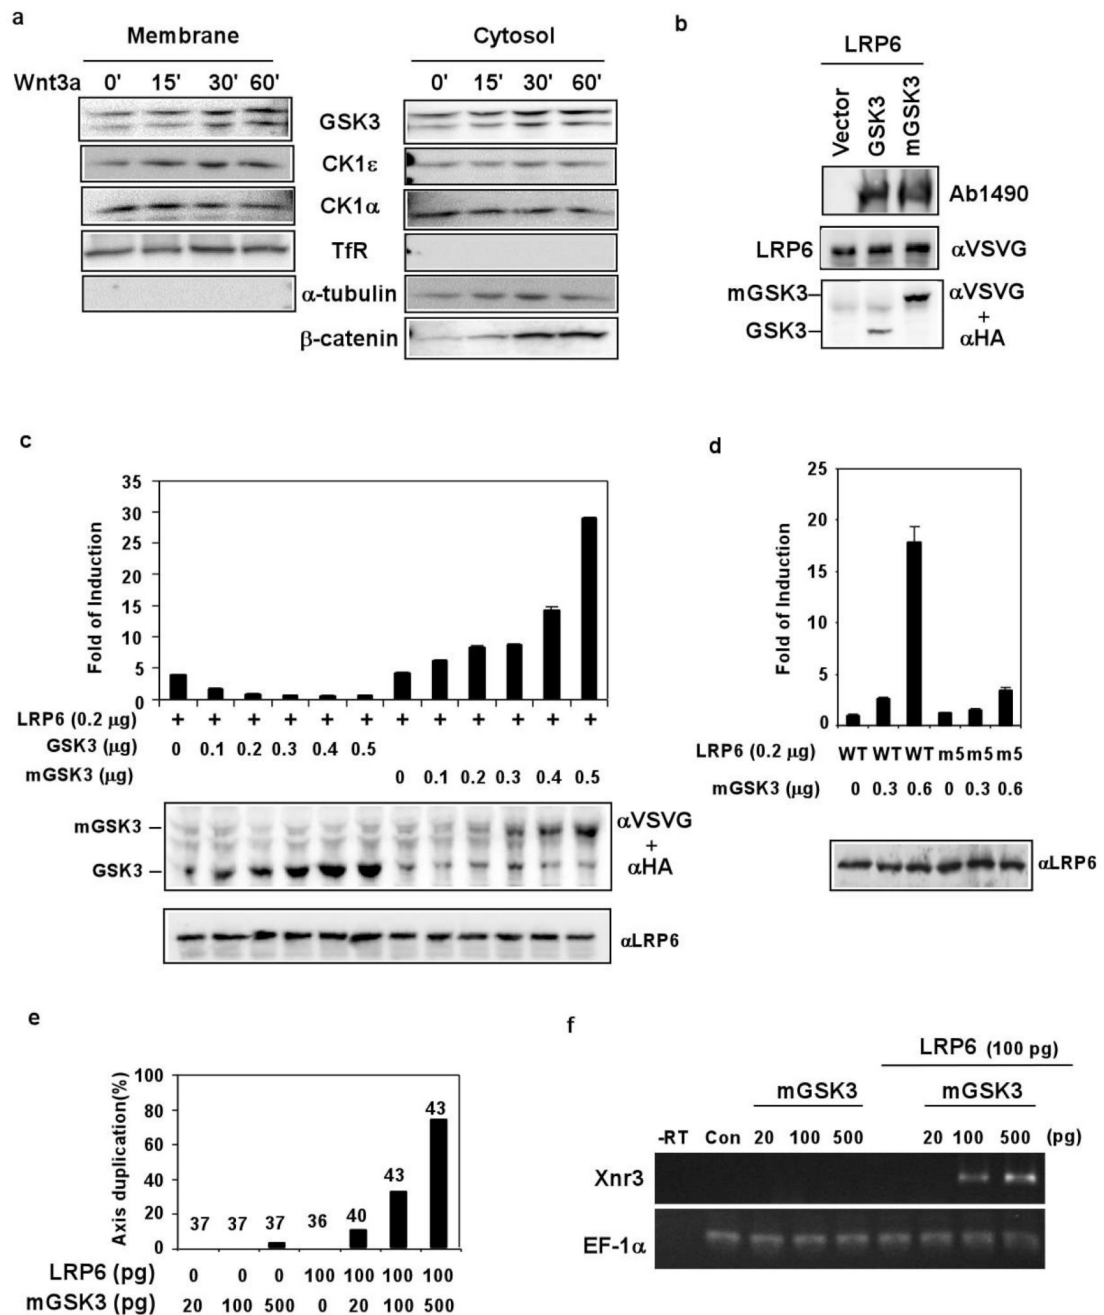 a
Membrane
Cytosol
Wnt3a 0' 15' 30' 60'
0' 15' 30' 60'
GSK3
CK1ε
CK1α
TfR
α-tubulin
β-catenin
b
LRP6
Vector
GSK3
mGSK3
Ab1490
LRP6 αVSVG
mGSK3 αVSVG
+
GSK3 αHA
c
Fold of Induction
35
30
25
20
15
10
5
0
LRP6 (0.2 μg) + + + + + + + + + + + +
GSK3 (μg) 0 0.1 0.2 0.3 0.4 0.5
mGSK3 (μg) 0 0.1 0.2 0.3 0.4 0.5
mGSK3 αVSVG
+
GSK3 αHA
αLRP6
d
Fold of Induction
25
20
15
10
5
0
LRP6 (0.2 μg) WT WT WT m5 m5 m5
mGSK3 (μg) 0 0.3 0.6 0 0.3 0.6
αLRP6
e
Axis duplication(%)
100
80
60
40
20
0
37 37 37 36 40 43 43
LRP6 (pg) 0 0 0 100 100 100 100
mGSK3 (pg) 20 100 500 0 20 100 500
f
LRP6 (100 pg)
mGSK3 mGSK3
-RT Con 20 100 500 20 100 500 (pg)
Xnr3
EF-1α